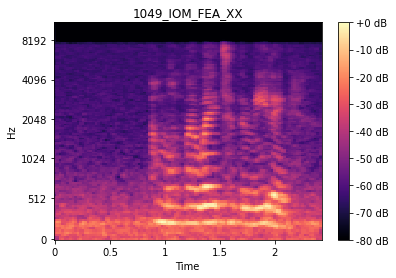 1049_IOM_FEA_XX
+0 dB
8192
-10 dB
-20 dB
4096
-30 dB
Hz
2048
-40 dB
1024
-50 dB
-60 dB
512
-70 dB
0
-80 dB
0 0.5 1 1.5 2
Time